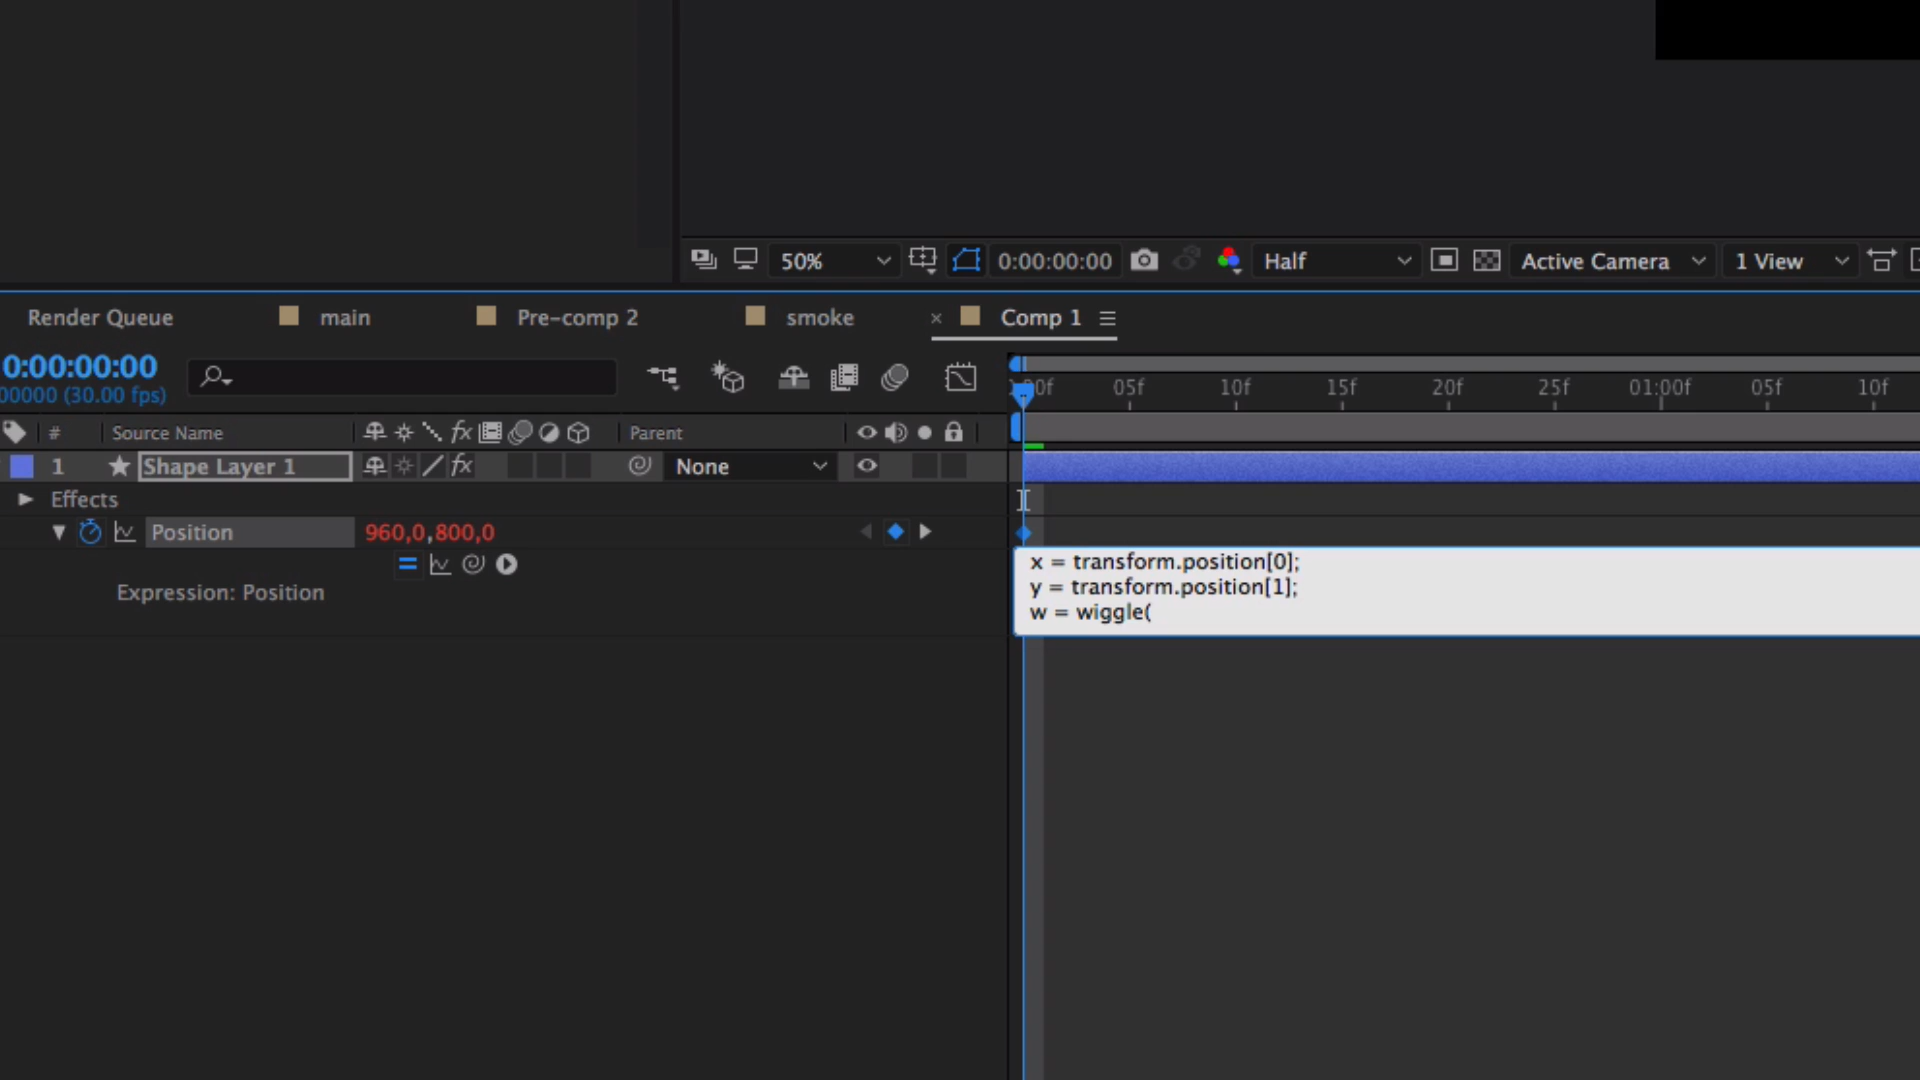 50%
0:00:00:00
Half
Active Camera
1 View
Render Queue
main
Pre-comp 2
smoke
× Comp 1
0:00:00:00
00000 (30.00 fps)
00f 05f 10f 15f 20f 25f 01:00f 05f 10f
# Source Name fx Parent
1 Shape Layer 1 fx None
Effects
Position 960,0,800,0
Expression: Position
x = transform.position[0];
y = transform.position[1];
w = wiggle(